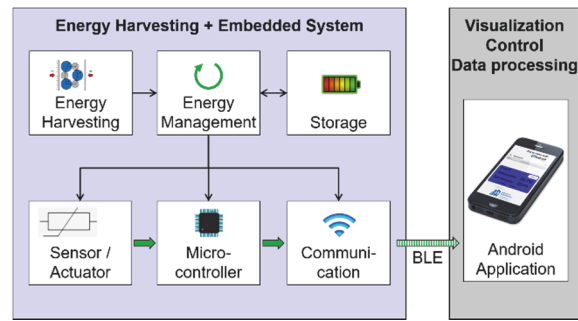 Energy Harvesting + Embedded System
Energy
Harvesting
Energy
Management
Storage
Sensor /
Actuator
Micro-
controller
Communi-
cation
BLE
Visualization
Control
Data processing
Android
Application